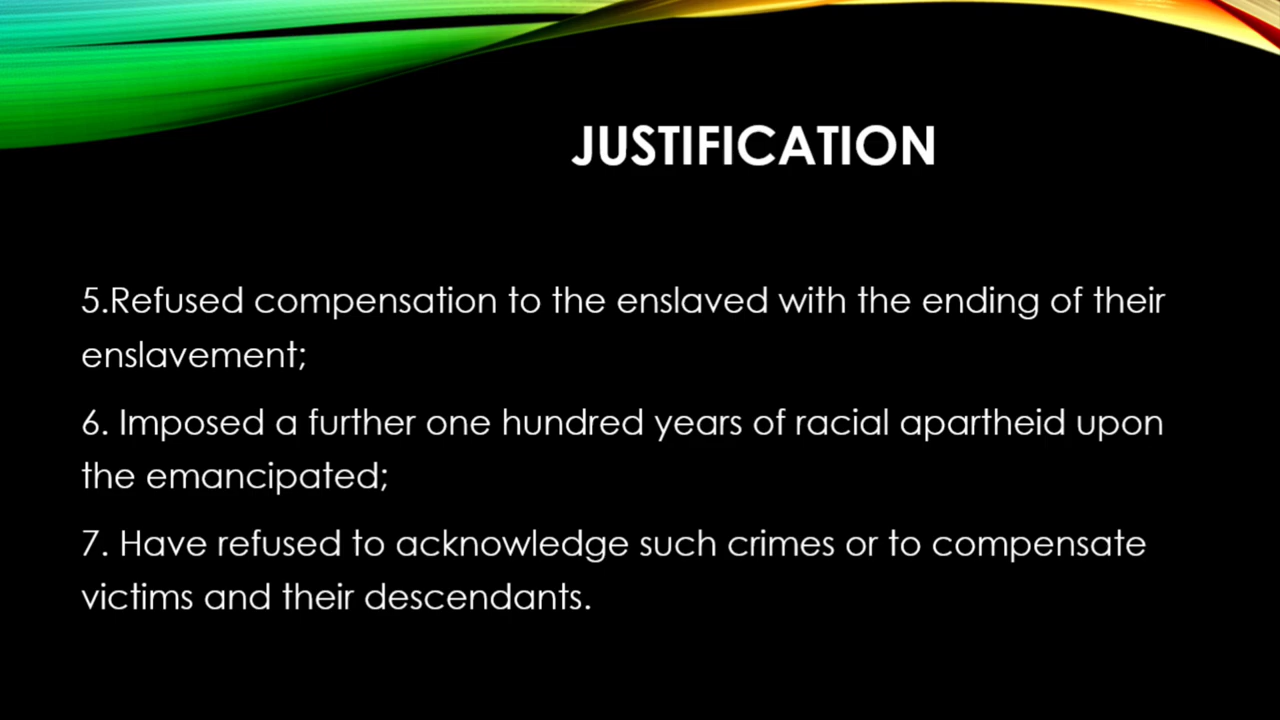 JUSTIFICATION
5.Refused compensation to the enslaved with the ending of their
enslavement;
6. Imposed a further one hundred years of racial apartheid upon
the emancipated;
7. Have refused to acknowledge such crimes or to compensate
victims and their descendants.